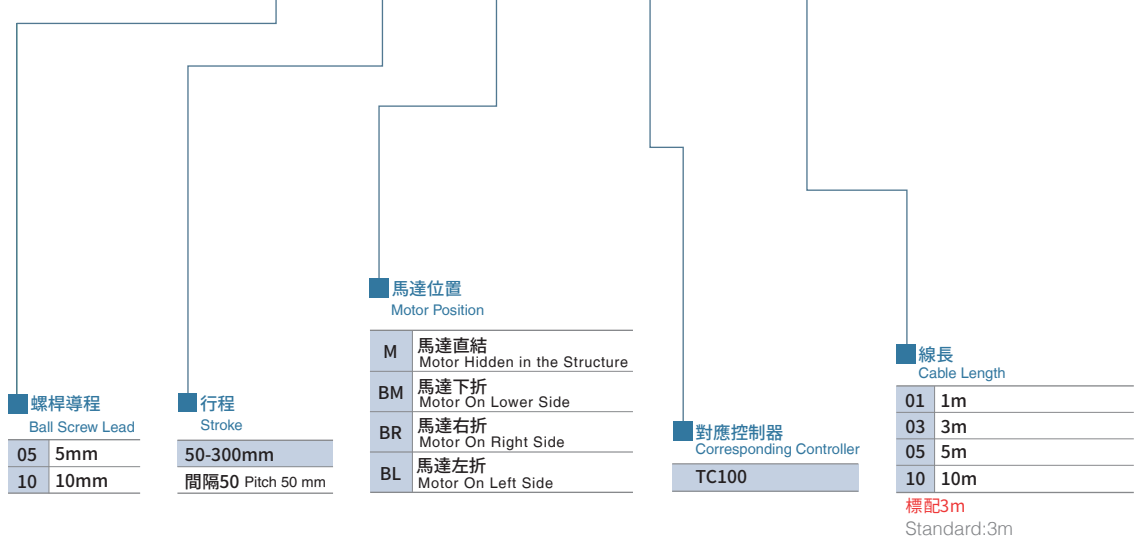 螺桿導程
Ball Screw Lead
05 5mm
10 10mm
行程
Stroke
50-300mm
間隔50 Pitch 50 mm
馬達位置
Motor Position
M 馬達直結
Motor Hidden in the Structure
BM 馬達下折
Motor On Lower Side
BR 馬達右折
Motor On Right Side
BL 馬達左折
Motor On Left Side
對應控制器
Corresponding Controller
TC100
線長
Cable Length
01 1m
03 3m
05 5m
10 10m
標配3m
Standard:3m